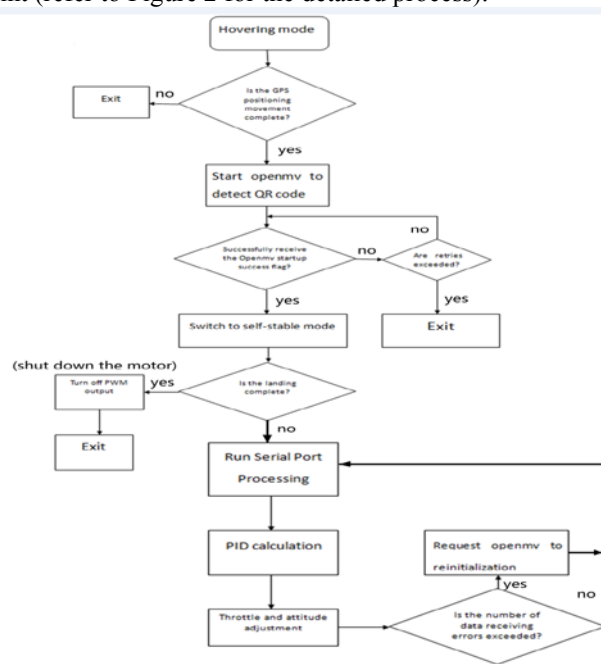 nt (refer to Figure 2 for the detailed process).
Hovering mode
Is the GPS
positioning
movement
complete?
no
Exit
yes
Start openmv to
detect QR code
no
Successfully receive
the Openmv startup
success flag?
no
Are retries
exceeded?
yes
yes
Switch to self-stable mode
Exit
(shut down the motor)
Turn off PWM
output
yes
Is the landing
complete?
Exit
no
Run Serial Port
Processing
PID calculation
Request openmv to
reinitialization
yes
no
Throttle and attitude
adjustment
Is the number of
data receiving
errors exceeded?